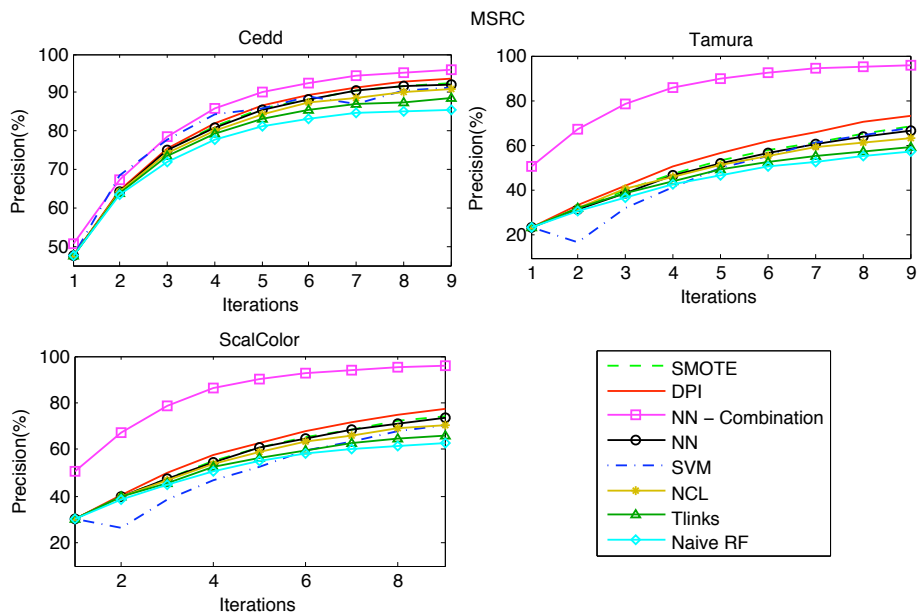 MSRC
Cedd
100
90
80
70
60
50
Precision(%)
1 2 3 4 5 6 7 8 9
Iterations
Tamura
100
80
60
40
20
Precision(%)
1 2 3 4 5 6 7 8 9
Iterations
ScalColor
100
80
60
40
20
Precision(%)
2 4 6 8
Iterations
SMOTE
DPI
NN − Combination
NN
SVM
NCL
Tlinks
Naive RF